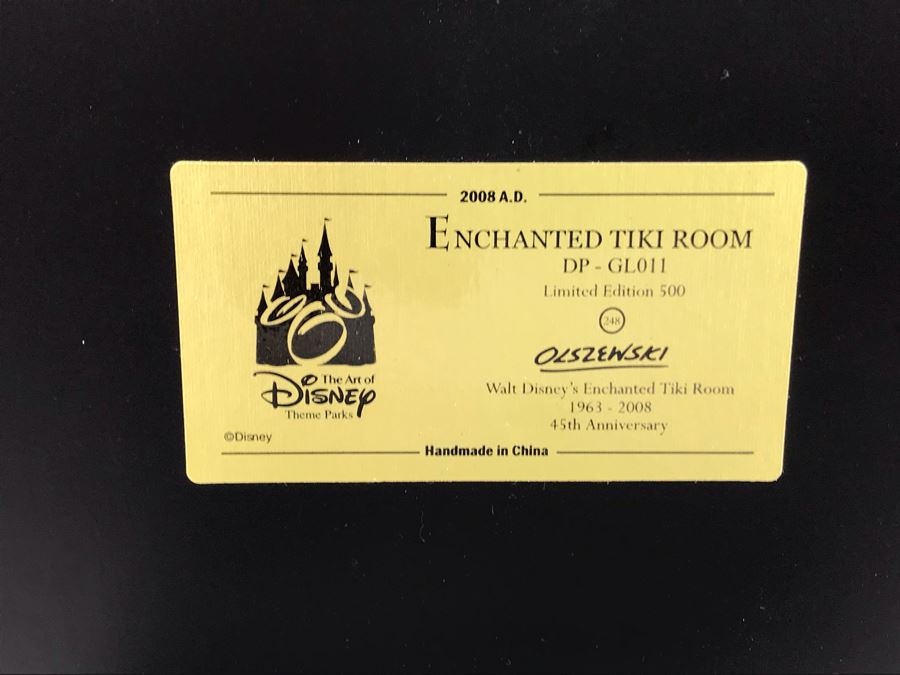 2008 A.D.
ENCHANTED TIKI ROOM
DP - GL011
Limited Edition 500
248
OLSZEWSKI
Walt Disney's Enchanted Tiki Room
1963 - 2008
45th Anniversary
The Art of
Disney
Theme Parks
©Disney
Handmade in China